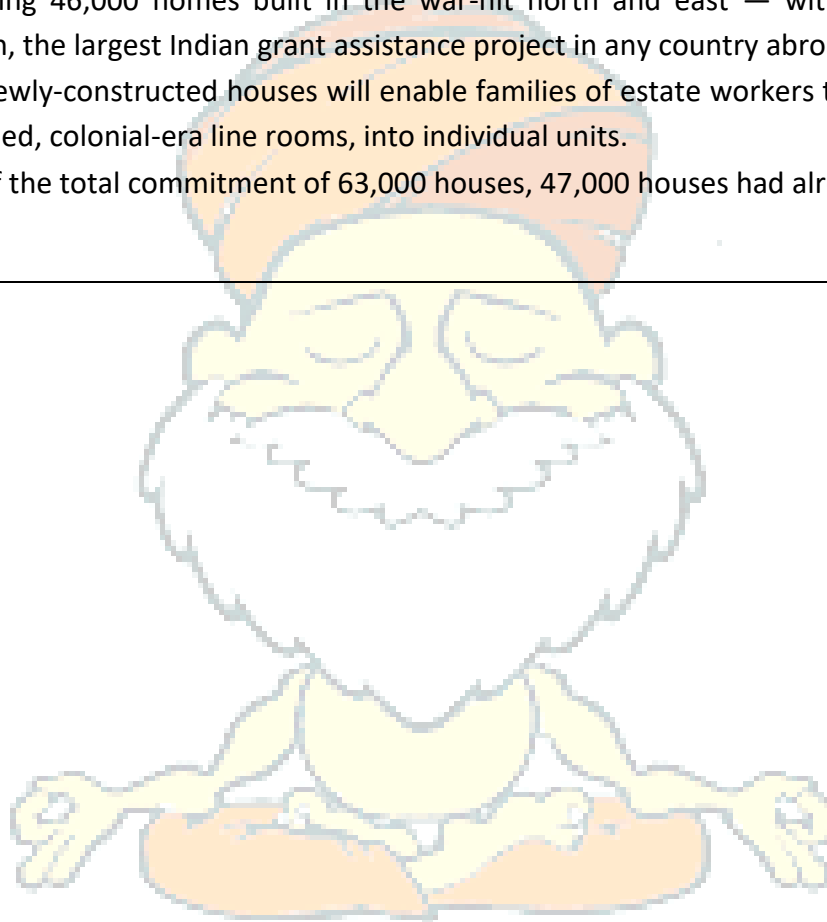 ng 46,000 homes built in the war-hit north and east — wit
n, the largest Indian grant assistance project in any country abro
ewly-constructed houses will enable families of estate workers t
ed, colonial-era line rooms, into individual units.
f the total commitment of 63,000 houses, 47,000 houses had alr